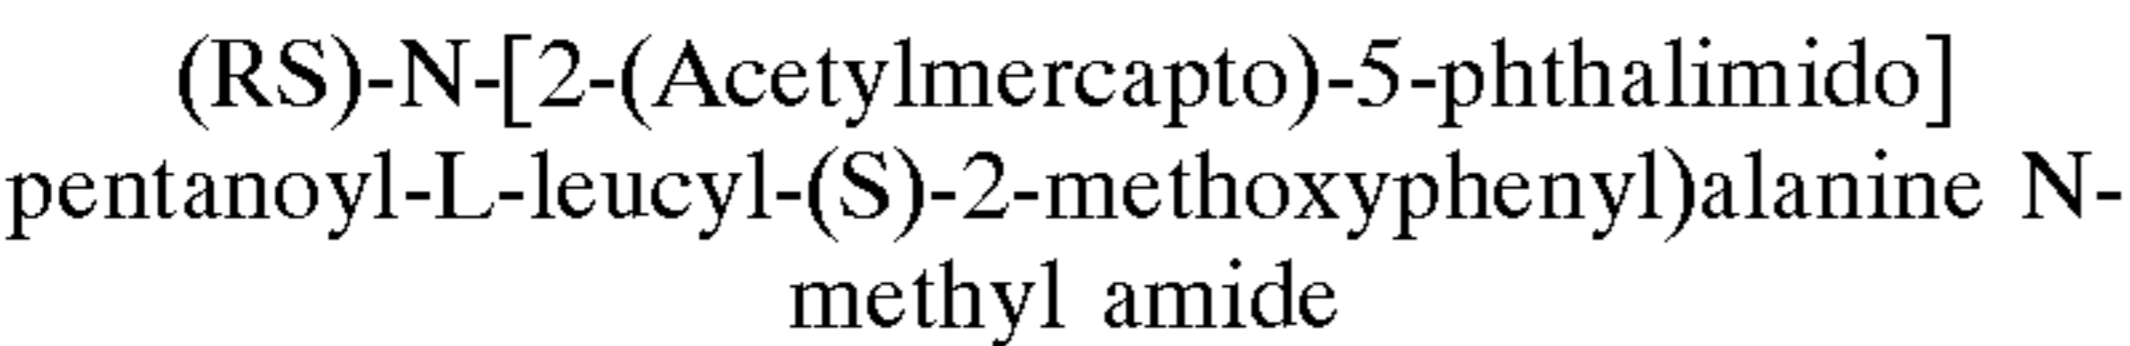 (RS)-N-[2-(Acetylmercapto)-5-phthalimido]
pentanoyl-L-leucyl-(S)-2-methoxyphenyl)alanine N-
methyl amide